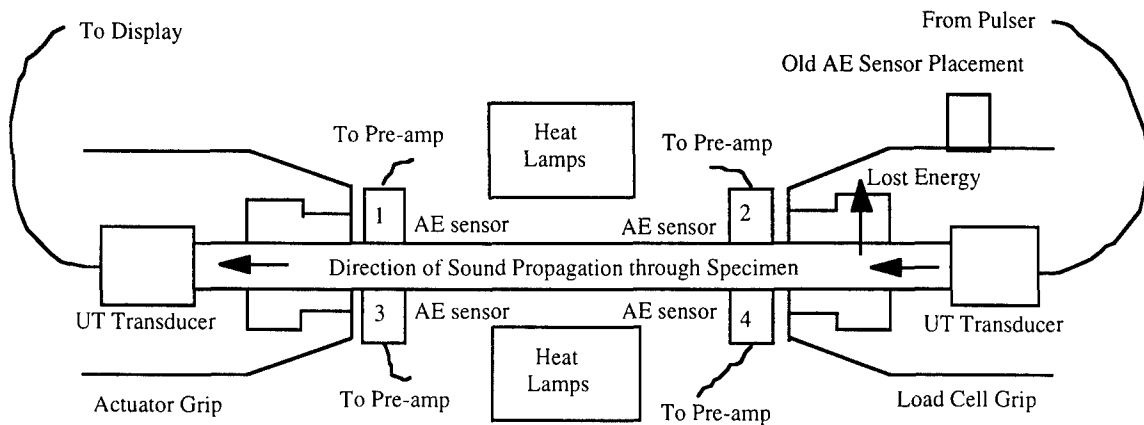 To Display
From Pulser
Old AE Sensor Placement
To Pre-amp
Heat
Lamps
To Pre-amp
Lost Energy
1
AE sensor
AE sensor
2
Direction of Sound Propagation through Specimen
UT Transducer
3
AE sensor
AE sensor
4
UT Transducer
Heat
Lamps
Actuator Grip
To Pre-amp
To Pre-amp
Load Cell Grip